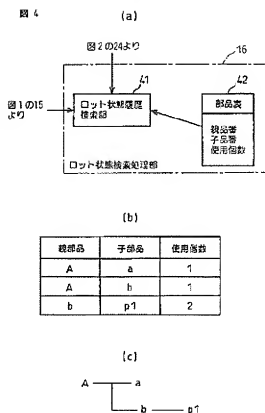 図 4
(a)
図2の24より
16
41
42
図1の15
より
ロット状態履歴
検索部
部品表
親品番
子品番
使用個数
ロット状態検索処理部
(b)
親部品 子部品 使用個数
A a 1
A b 1
b p1 2
(c)
A a
b p1